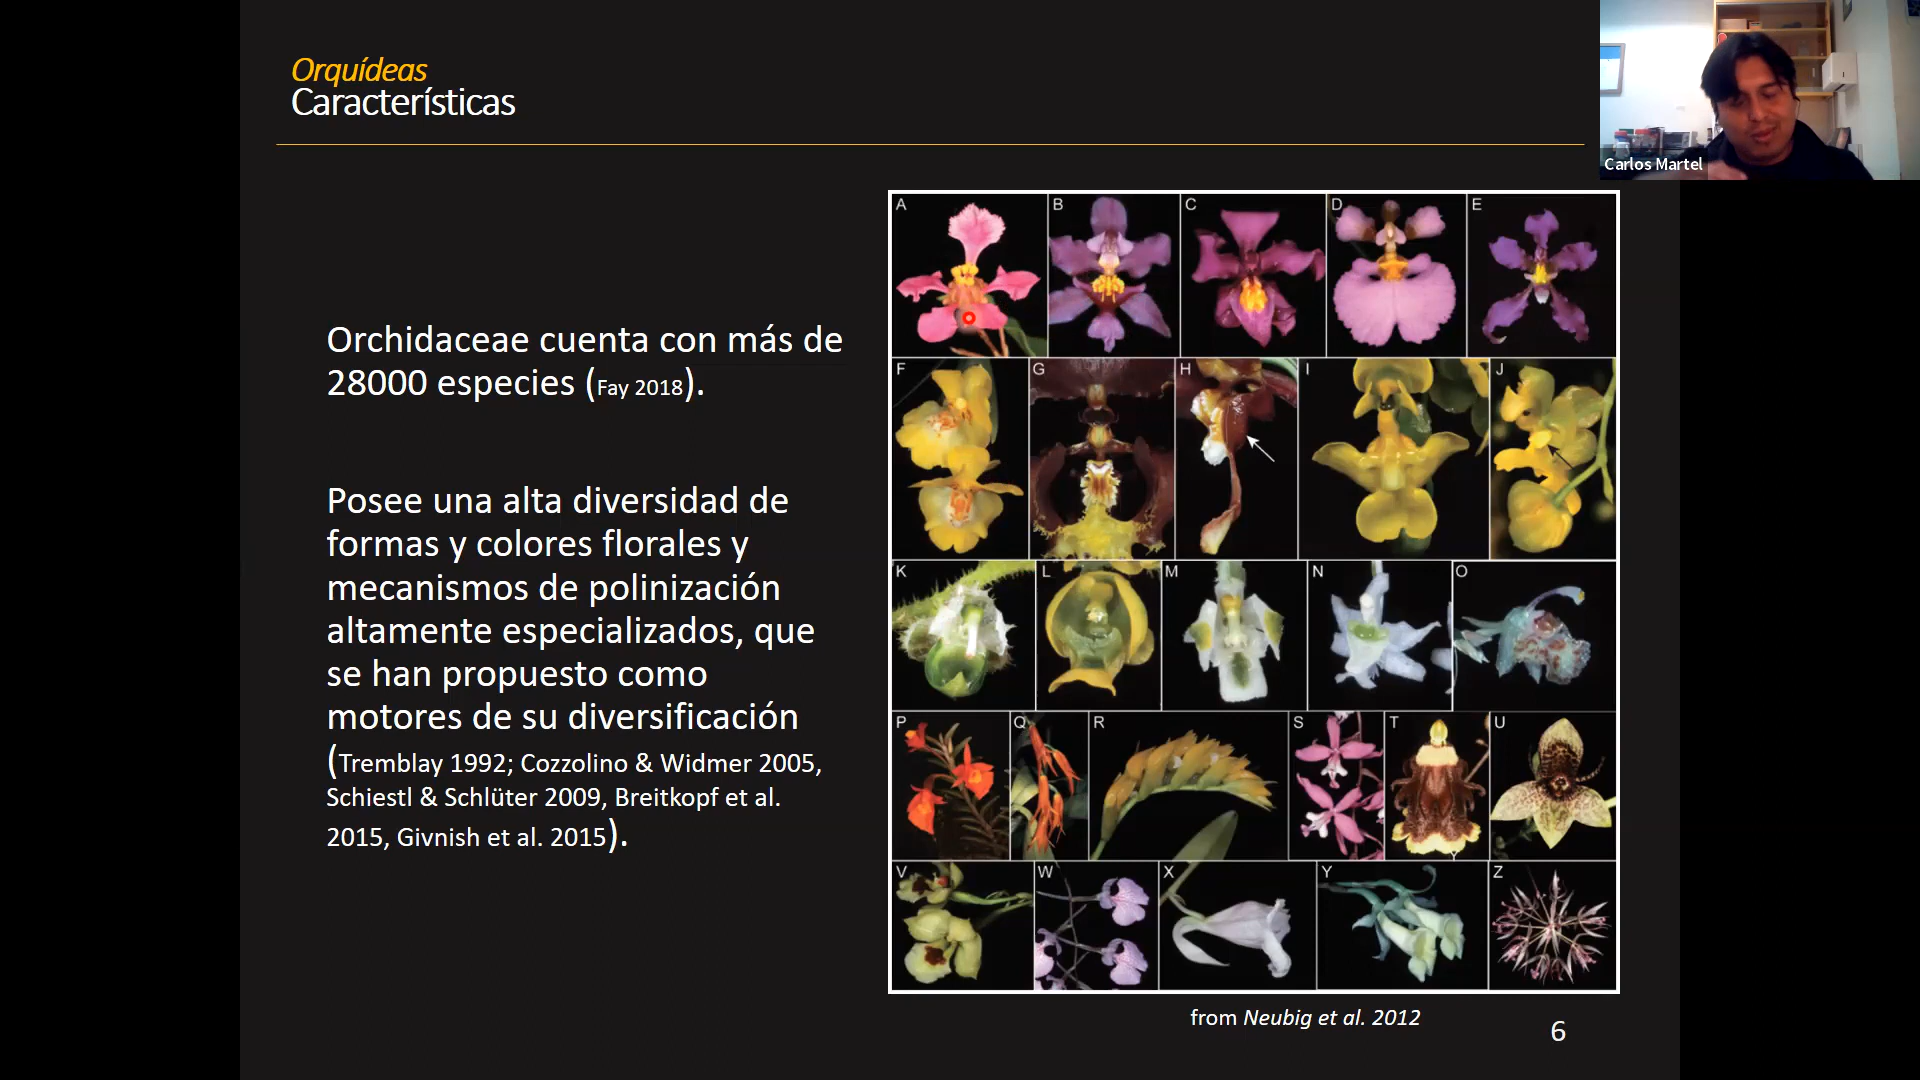 Orquídeas
Características
Carlos Martel
Orchidaceae cuenta con más de
28000 especies (Fay 2018).
Posee una alta diversidad de
formas y colores florales y
mecanismos de polinización
altamente especializados, que
se han propuesto como
motores de su diversificación
(Tremblay 1992; Cozzolino & Widmer 2005,
Schiestl & Schlüter 2009, Breitkopf et al.
2015, Givnish et al. 2015).
A B C D E
F G H I J
K L M N O
P Q R S T U
V W X Y Z
from Neubig et al. 2012
6